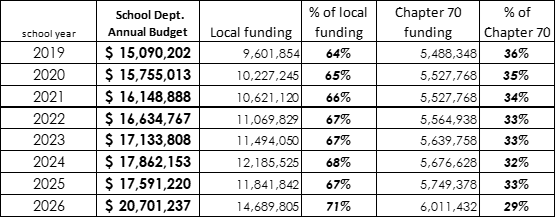 school year | School Dept. Annual Budget | Local funding | % of local funding | Chapter 70 funding | % of Chapter 70
2019 | $ 15,090,202 | 9,601,854 | 64% | 5,488,348 | 36%
2020 | $ 15,755,013 | 10,227,245 | 65% | 5,527,768 | 35%
2021 | $ 16,148,888 | 10,621,120 | 66% | 5,527,768 | 34%
2022 | $ 16,634,767 | 11,069,829 | 67% | 5,564,938 | 33%
2023 | $ 17,133,808 | 11,494,050 | 67% | 5,639,758 | 33%
2024 | $ 17,862,153 | 12,185,525 | 68% | 5,676,628 | 32%
2025 | $ 17,591,220 | 11,841,842 | 67% | 5,749,378 | 33%
2026 | $ 20,701,237 | 14,689,805 | 71% | 6,011,432 | 29%